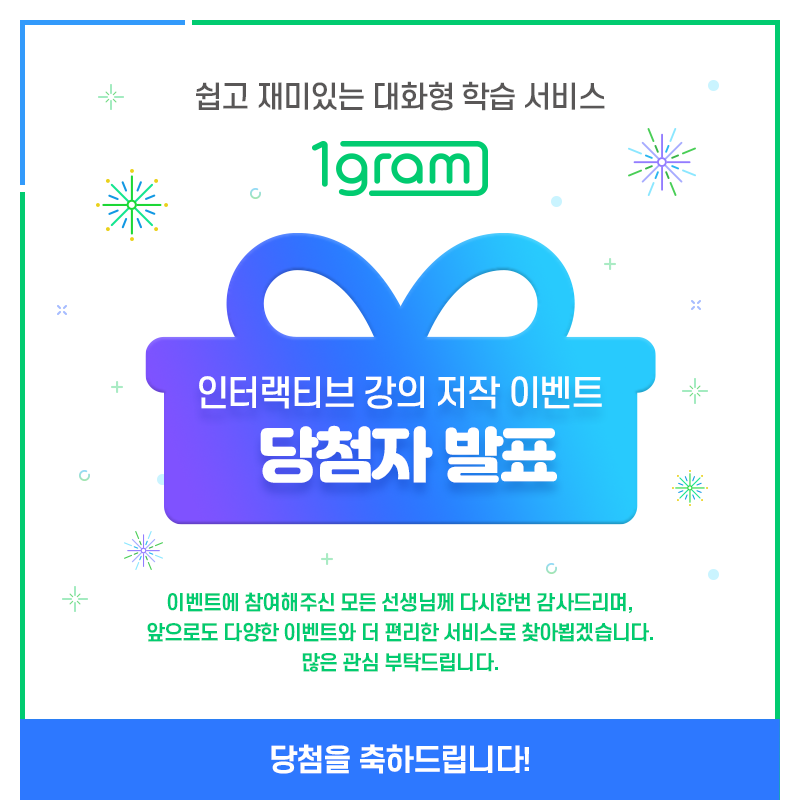 쉽고 재미있는 대화형 학습 서비스
1gram
인터랙티브 강의 저작 이벤트
당첨자 발표
이벤트에 참여해주신 모든 선생님께 다시한번 감사드리며,
앞으로도 다양한 이벤트와 더 편리한 서비스로 찾아뵙겠습니다.
많은 관심 부탁드립니다.
당첨을 축하드립니다!